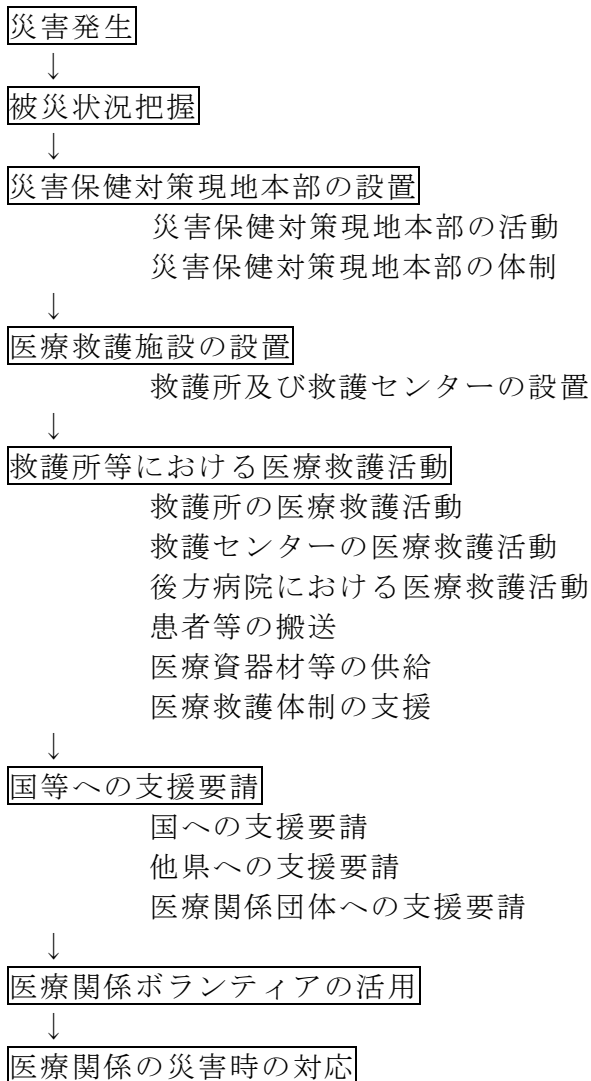 災害発生
↓
被災状況把握
↓
災害保健対策現地本部の設置
災害保健対策現地本部の活動
災害保健対策現地本部の体制
↓
医療救護施設の設置
救護所及び救護センターの設置
↓
救護所等における医療救護活動
救護所の医療救護活動
救護センターの医療救護活動
後方病院における医療救護活動
患者等の搬送
医療資器材等の供給
医療救護体制の支援
↓
国等への支援要請
国への支援要請
他県への支援要請
医療関係団体への支援要請
↓
医療関係ボランティアの活用
↓
医療関係の災害時の対応